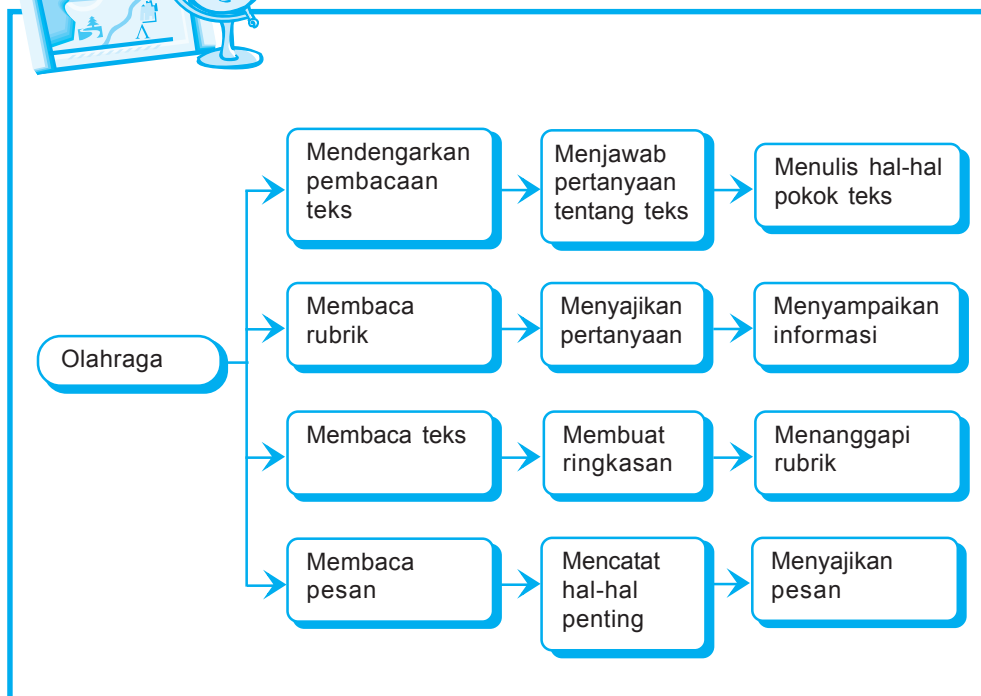 Mendengarkan
pembacaan
teks
Menjawab
pertanyaan
tentang teks
Menulis hal-hal
pokok teks
Membaca
rubrik
Menyajikan
pertanyaan
Menyampaikan
informasi
Olahraga
Membaca teks
Membuat
ringkasan
Menanggapi
rubrik
Membaca
pesan
Mencatat
hal-hal
penting
Menyajikan
pesan